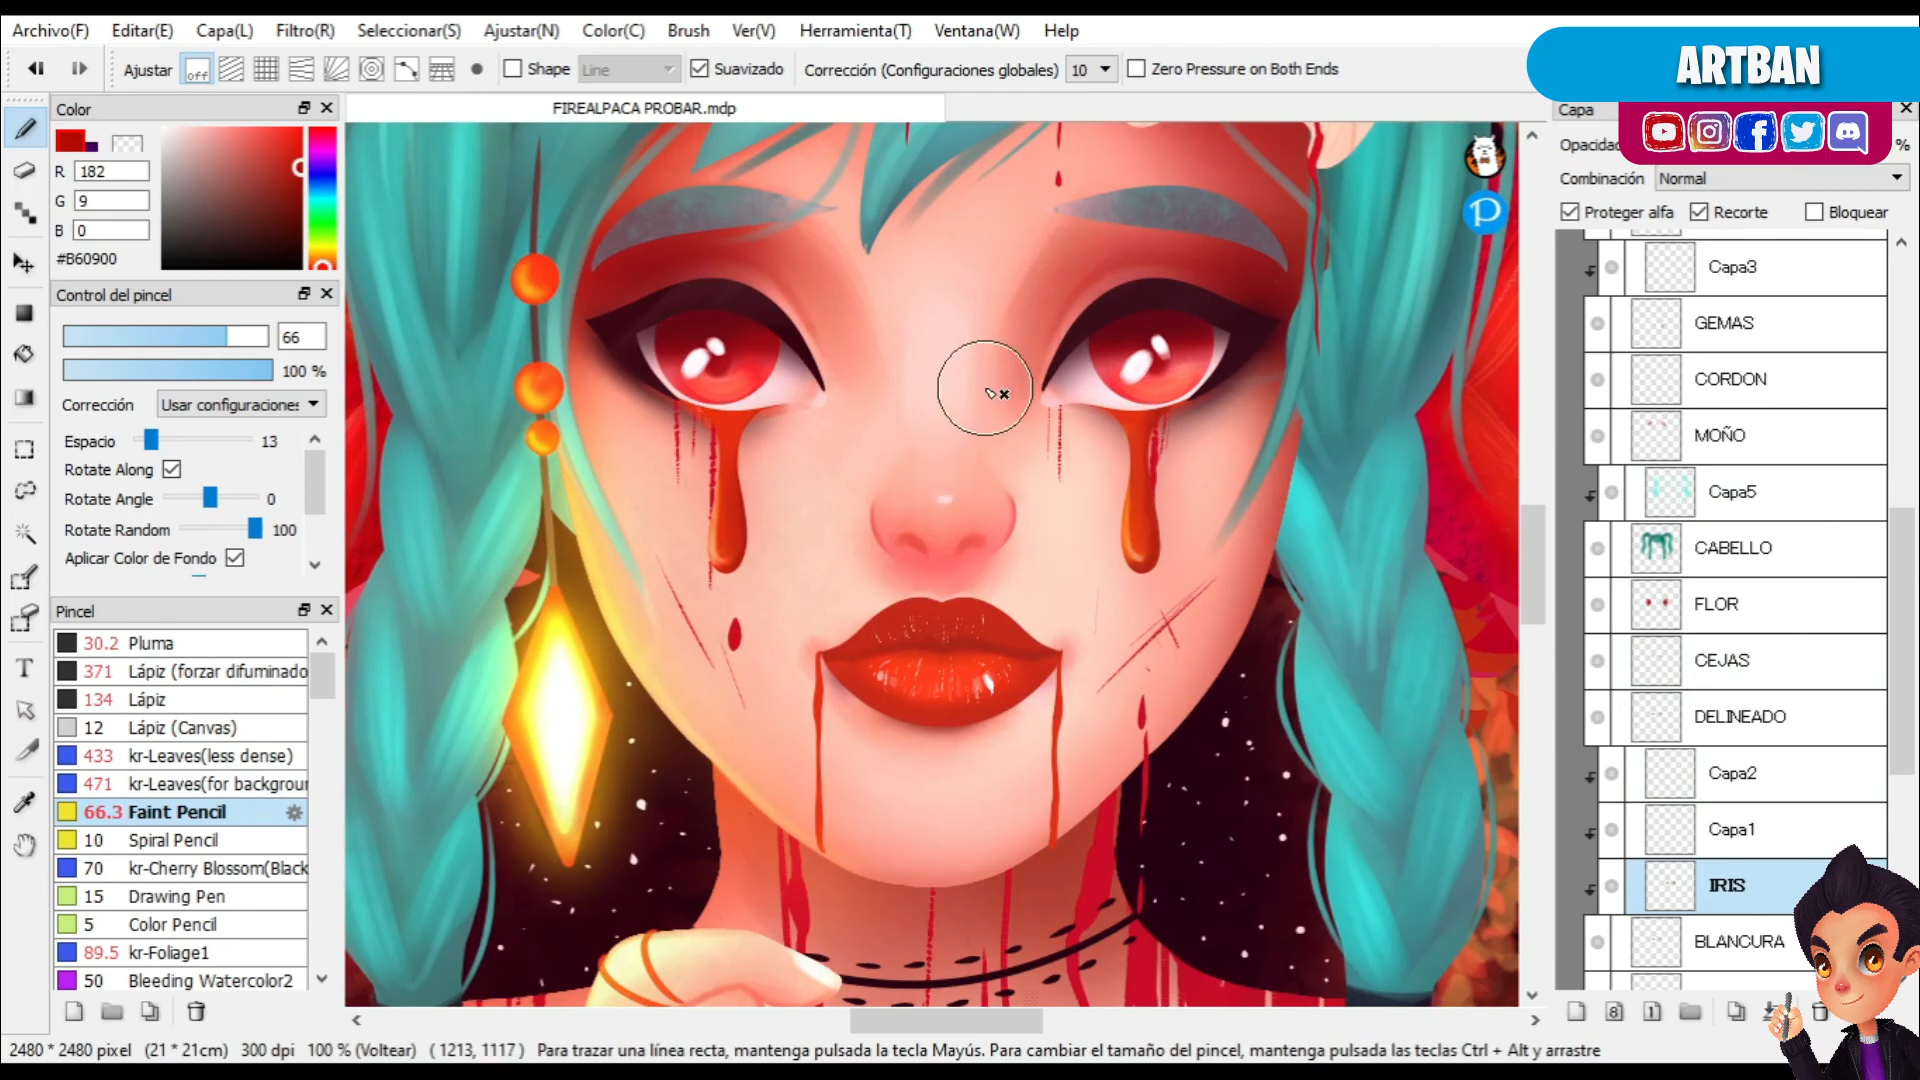 Archivo(F) Editar(E) Capa(L) Filtro(R) Seleccionar(S) Ajustar(N) Color(C) Brush Ver(V) Herramienta(T) Ventana(W) Help
ARTBAN
Ajustar off Shape Line Suavizado Corrección (Configuraciones globales) 10 Zero Pressure on Both Ends
Color
FIREALPACA PROBAR.mdp
R 182
G 9
B 0
#B60900
Control del pincel
66
100 %
Corrección Usar configuraciones
Espacio 13
Rotate Along
Rotate Angle 0
Rotate Random 100
Aplicar Color de Fondo
Pincel
30.2 Pluma
371 Lápiz (forzar difuminado
134 Lápiz
12 Lápiz (Canvas)
433 kr-Leaves(less dense)
471 kr-Leaves(for backgrour
66.3 Faint Pencil
10 Spiral Pencil
70 kr-Cherry Blossom(Black
15 Drawing Pen
5 Color Pencil
89.5 kr-Foliage1
50 Bleeding Watercolor2
Capa
Opacidad %
Combinación Normal
Proteger alfa Recorte Bloquear
Capa3
GEMAS
CORDON
MOÑO
Capa5
CABELLO
FLOR
CEJAS
DELINEADO
Capa2
Capa1
IRIS
BLANCURA
8 1
2480 * 2480 pixel (21 * 21cm) 300 dpi 100 % (Voltear) ( 1213, 1117 ) Para trazar una línea recta, mantenga pulsada la tecla Mayús. Para cambiar el tamaño del pincel, mantenga pulsada las teclas Ctrl + Alt y arrastre